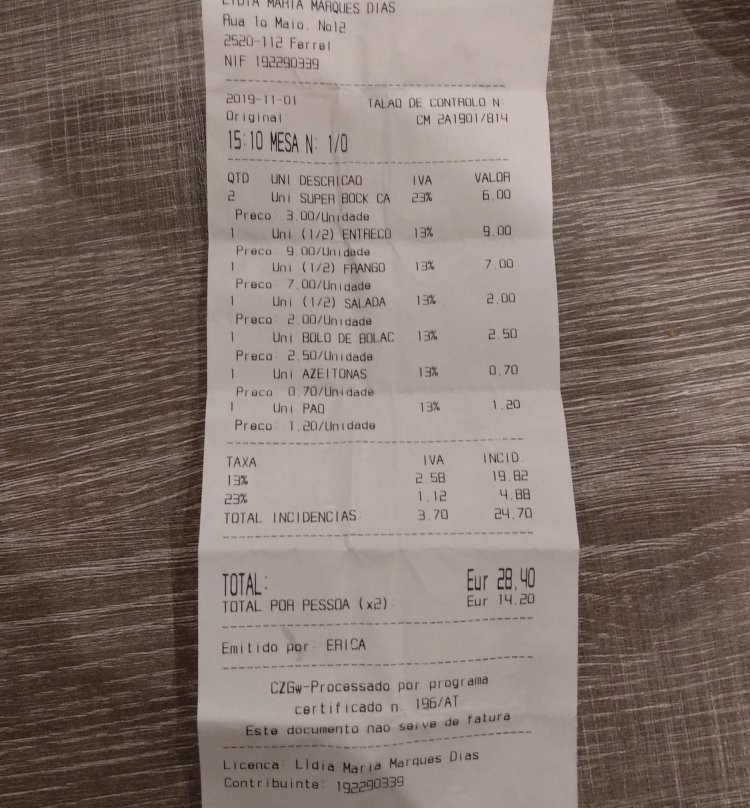 LIDIA MARIA MARQUES DIAS
Rua 1o Maio, No12
2520-112 Ferrel
NIF 192290339
2019-11-01 TALAO DE CONTROLO N:
Original CM 2A1901/814
15:10 MESA N: 1/0
QTD UNI DESCRICAO IVA VALOR
2 Uni SUPER BOCK CA 23% 6,00
Preco: 3.00/Unidade
1 Uni (1/2) ENTRECO 13% 9,00
Preco: 9.00/Unidade
1 Uni (1/2) FRANGO 13% 7,00
Preco: 7.00/Unidade
1 Uni (1/2) SALADA 13% 2,00
Preco: 2.00/Unidade
1 Uni BOLO DE BOLAC 13% 2,50
Preco: 2.50/Unidade
1 Uni AZEITONAS 13% 0,70
Preco: 0.70/Unidade
1 Uni PAO 13% 1,20
Preco: 1.20/Unidade
TAXA IVA INCID.
13% 2.58 19.82
23% 1.12 4.88
TOTAL INCIDENCIAS: 3.70 24.70
TOTAL: Eur 28,40
TOTAL POR PESSOA (x2): Eur 14,20
Emitido por: ERICA
CZGw-Processado por programa
certificado n. 196/AT
Este documento nao serve de fatura
Licenca: LIdia Maria Marques Dias
Contribuinte: 192290339